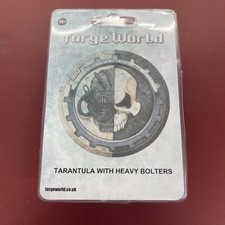 Forge World
TARANTULA WITH HEAVY BOLTERS
forgeworld.co.uk